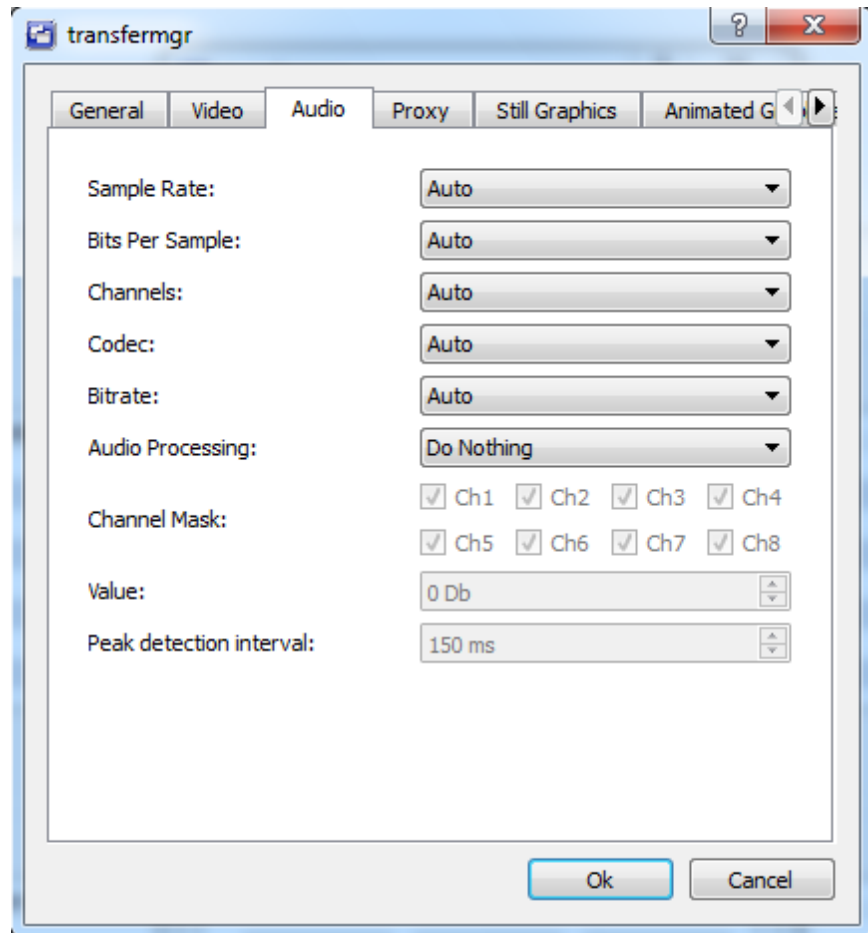 transfermgr
General Video Audio Proxy Still Graphics Animated G
Sample Rate: Auto
Bits Per Sample: Auto
Channels: Auto
Codec: Auto
Bitrate: Auto
Audio Processing: Do Nothing
Channel Mask: Ch1 Ch2 Ch3 Ch4
Ch5 Ch6 Ch7 Ch8
Value: 0 Db
Peak detection interval: 150 ms
Ok Cancel